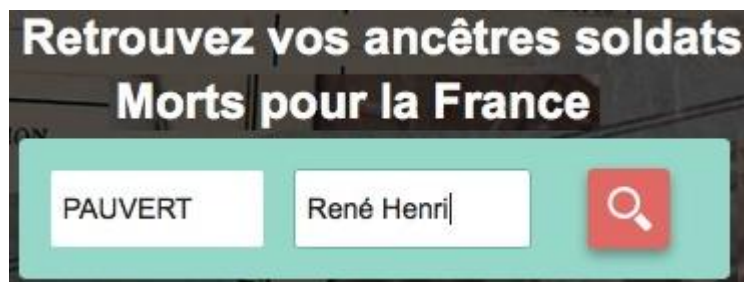 Retrouvez vos ancêtres soldats
Morts pour la France
PAUVERT René Henri